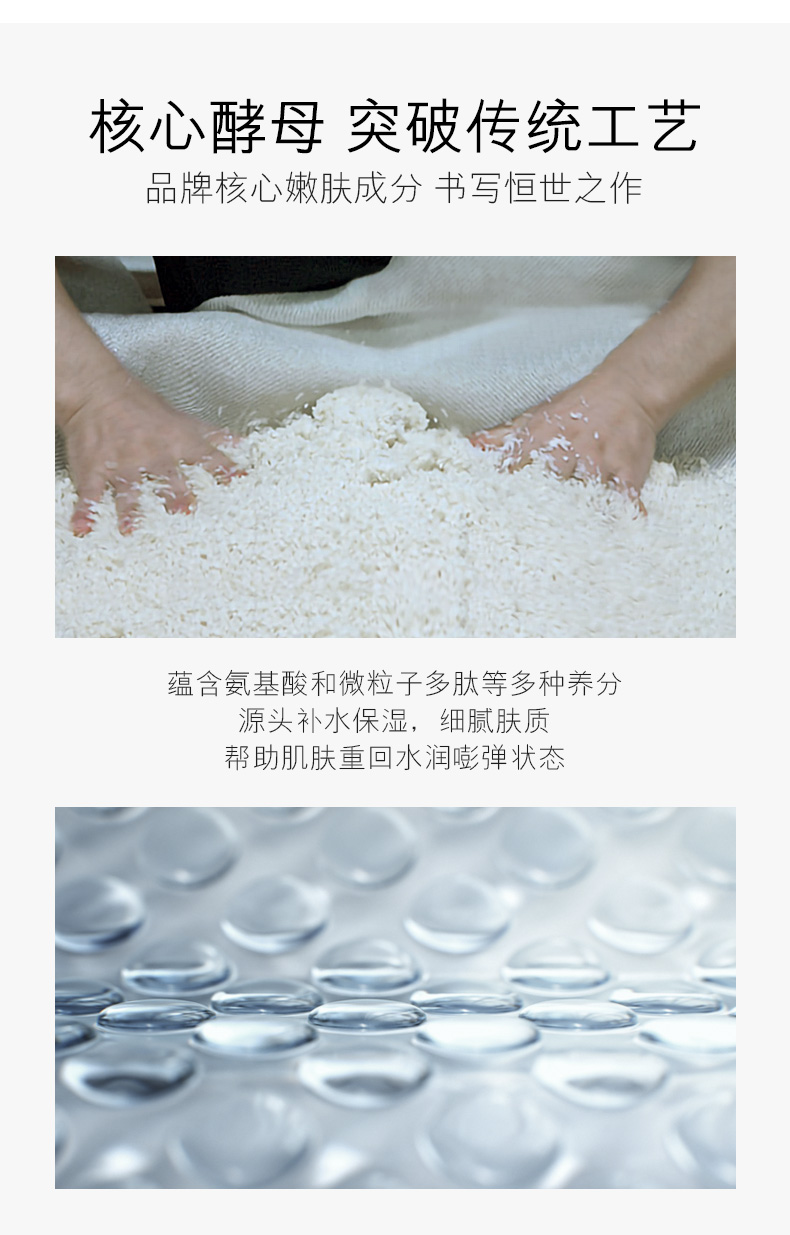 核心酵母 突破传统工艺
品牌核心嫩肤成分 书写恒世之作
蕴含氨基酸和微粒子多肽等多种养分
源头补水保湿，细腻肤质
帮助肌肤重回水润嘭弹状态